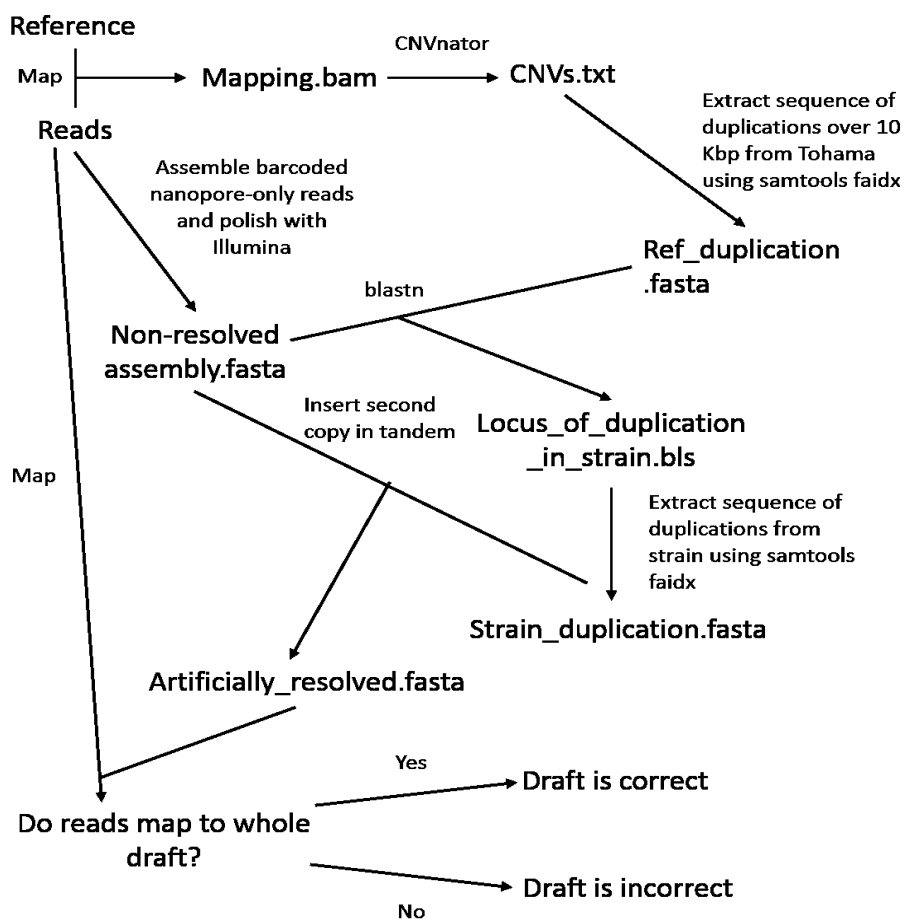 Reference
CNVnator
Map
Mapping.bam
CNVs.txt
Extract sequence of
duplications over 10
Kbp from Tohama
using samtools faidx
Reads
Assemble barcoded
nanopore-only reads
and polish with
Illumina
Ref_duplication
.fasta
blastn
Non-resolved
assembly.fasta
Insert second
copy in tandem
Locus_of_duplication
_in_strain.bls
Map
Extract sequence of
duplications from
strain using samtools
faidx
Strain_duplication.fasta
Artificially_resolved.fasta
Yes
Draft is correct
Do reads map to whole
draft?
Draft is incorrect
No